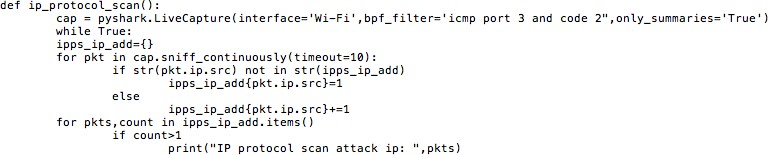 def ip_protocol_scan():
cap = pyshark.LiveCapture(interface='Wi-Fi',bpf_filter='icmp port 3 and code 2",only_summaries='True')
while True:
ipps_ip_add={}
for pkt in cap.sniff_continuously(timeout=10):
if str(pkt.ip.src) not in str(ipps_ip_add)
ipps_ip_add{pkt.ip.src}=1
else
ipps_ip_add{pkt.ip.src}+=1
for pkts,count in ipps_ip_add.items()
if count>1
print("IP protocol scan attack ip: ",pkts)